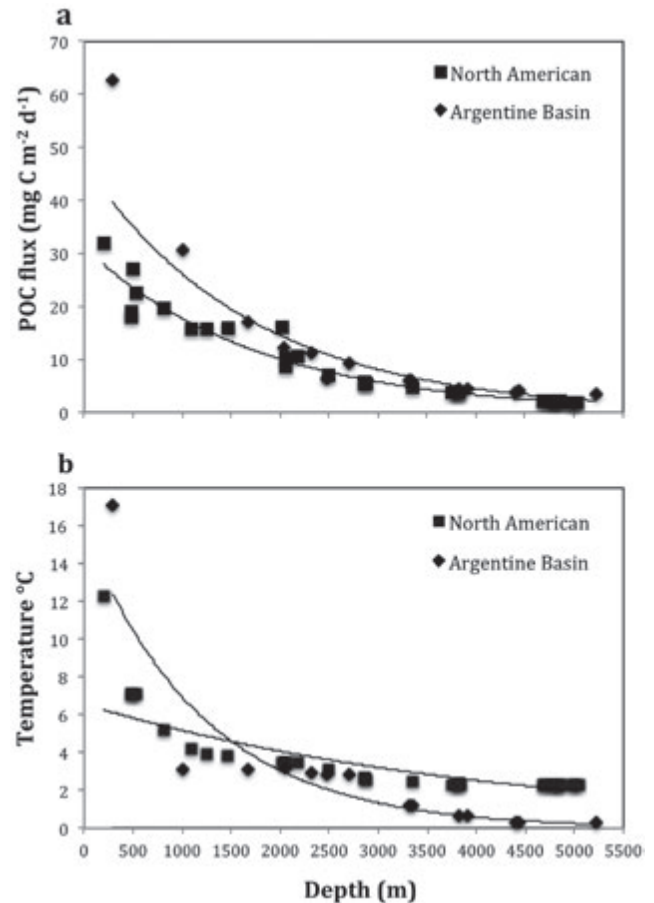 a
70
60
50
40
30
20
10
0
POC flux (mg C m⁻² d⁻¹)
North American
Argentine Basin
b
18
16
14
12
10
8
6
4
2
0
Temperature °C
North American
Argentine Basin
0 500 1000 1500 2000 2500 3000 3500 4000 4500 5000 5500
Depth (m)